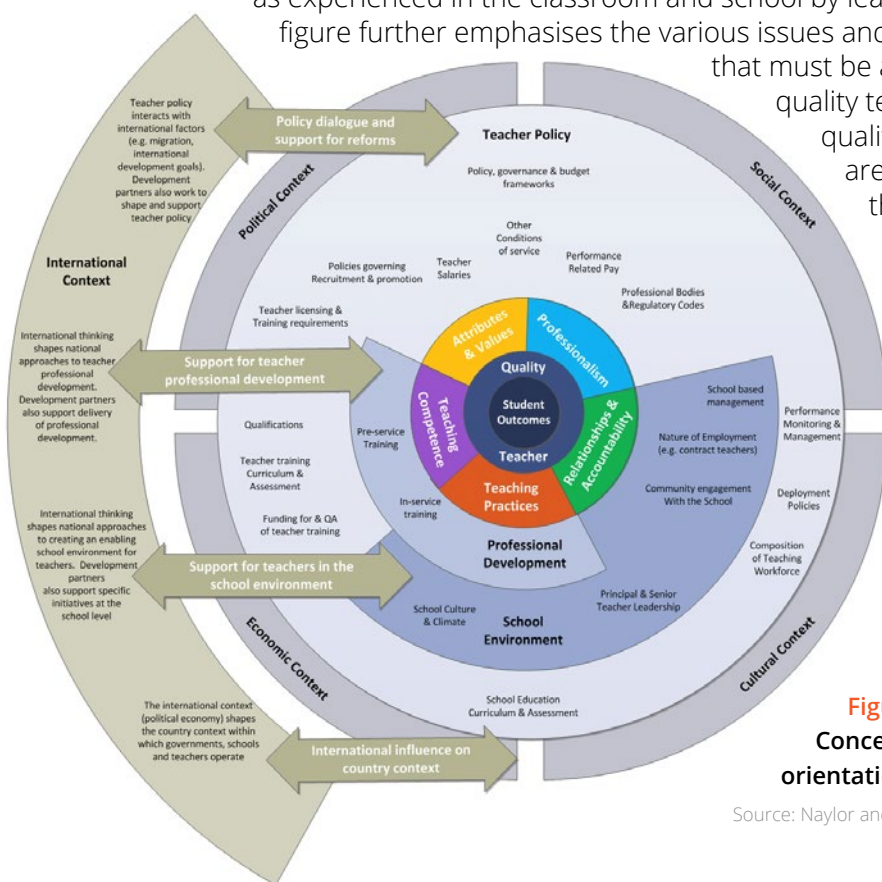 as experienced in the classroom and school by
figure further emphasises the various issues and
that must be
quality
are
Teacher policy
interacts with
international factors
(e.g. migration,
international
development goals).
Development
partners also work to
shape and support
teacher policy
Policy dialogue and
support for reforms
Teacher Policy
Policy, governance & budget
frameworks
Political Context
Social Context
International
Context
Other
Conditions
of service
Teacher
Salaries
Performance
Related Pay
Policies governing
Recruitment & promotion
Professional Bodies
&Regulatory Codes
Teacher licensing &
Training requirements
International thinking
shapes national
approaches to teacher
professional
development.
Development partners
also support delivery
of professional
development.
Support for teacher
professional development
Attributes
& Values
Professionalism
Quality
Student
Outcomes
Teacher
Teaching
Competence
Relationships &
Accountability
Teaching
Practices
School based
management
Performance
Monitoring &
Management
Qualifications
Pre-service
Training
Nature of Employment
(e.g. contract teachers)
Teacher training
Curriculum &
Assessment
Community engagement
With the School
Deployment
Policies
In-service
training
Funding for & QA
of teacher training
Professional
Development
Composition
of Teaching
Workforce
International thinking
shapes national approaches
to creating an enabling
school environment for
teachers. Development
partners
also support specific
initiatives at the
school level
Support for teachers in the
school environment
School Culture
& Climate
School
Environment
Principal & Senior
Teacher Leadership
Economic Context
Cultural Context
School Education
Curriculum & Assessment
The international context
(political economy) shapes
the country context within
which governments, schools
and teachers operate
International influence on
country context
Source: Naylor and